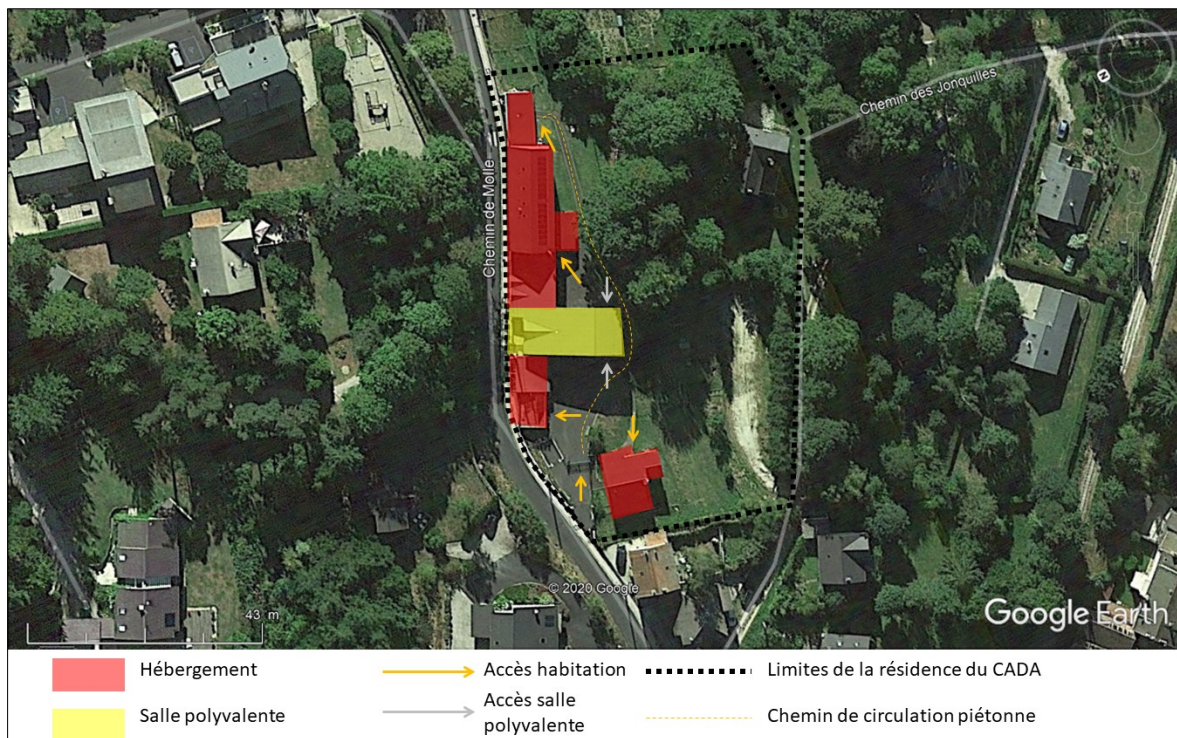 Chemin des Jonquilles
Chemin de Molle
N
© 2020 Google
43 m
Google Earth
Hébergement
Accès habitation
Limites de la résidence du CADA
Salle polyvalente
Accès salle
polyvalente
Chemin de circulation piétonne